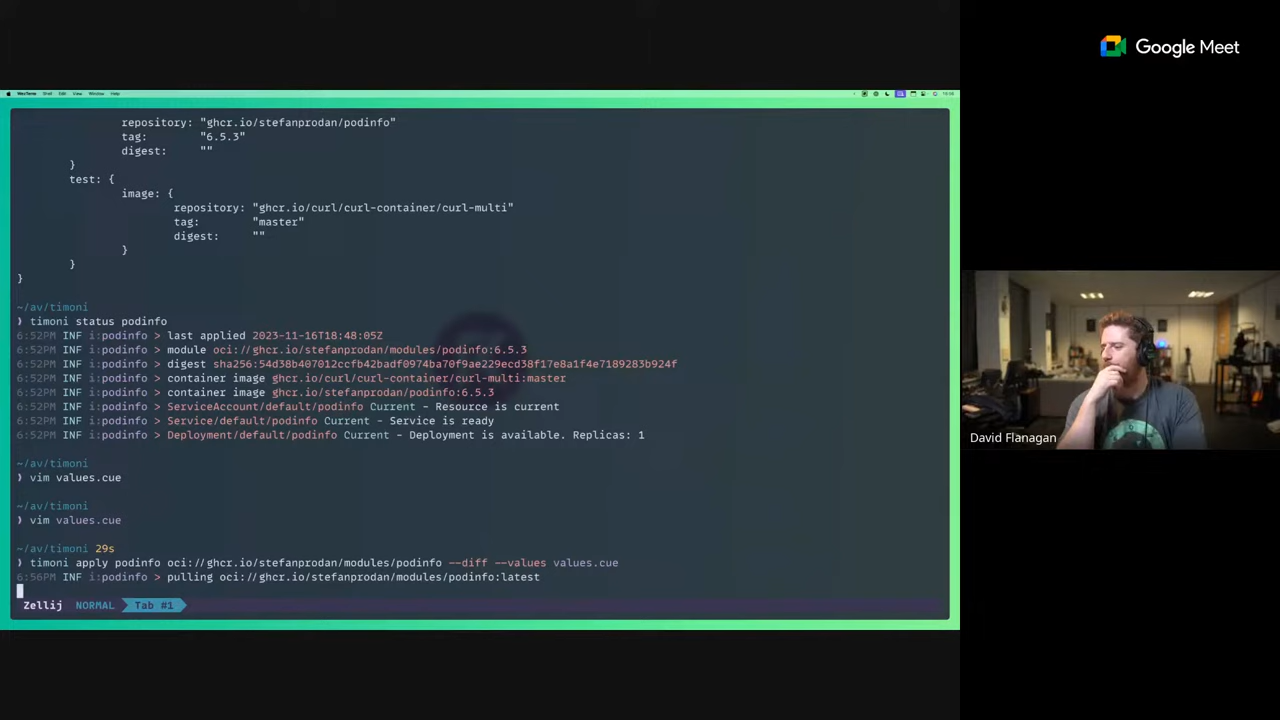 Google Meet
WezTerm Shell Edit View Window Help
repository: "ghcr.io/stefanprodan/podinfo"
tag: "6.5.3"
digest: ""
}
test: {
image: {
repository: "ghcr.io/curl/curl-container/curl-multi"
tag: "master"
digest: ""
}
}
}
~/av/timoni
❯ timoni status podinfo
6:52PM INF i:podinfo > last applied 2023-11-16T18:48:05Z
6:52PM INF i:podinfo > module oci://ghcr.io/stefanprodan/modules/podinfo:6.5.3
6:52PM INF i:podinfo > digest sha256:54d38b407012ccfb42badf0974ba70f9ae229ecd38f17e8a1f4e7189283b924f
6:52PM INF i:podinfo > container image ghcr.io/curl/curl-container/curl-multi:master
6:52PM INF i:podinfo > container image ghcr.io/stefanprodan/podinfo:6.5.3
6:52PM INF i:podinfo > ServiceAccount/default/podinfo Current - Resource is current
6:52PM INF i:podinfo > Service/default/podinfo Current - Service is ready
6:52PM INF i:podinfo > Deployment/default/podinfo Current - Deployment is available. Replicas: 1
~/av/timoni
❯ vim values.cue
~/av/timoni
❯ vim values.cue
~/av/timoni 29s
❯ timoni apply podinfo oci://ghcr.io/stefanprodan/modules/podinfo --diff --values values.cue
6:56PM INF i:podinfo > pulling oci://ghcr.io/stefanprodan/modules/podinfo:latest
Zellij NORMAL Tab #1
David Flanagan